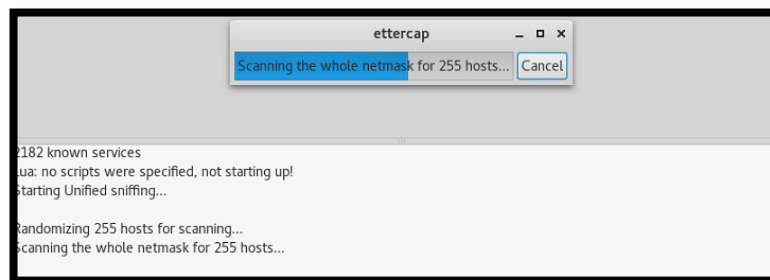 ettercap
Scanning the whole netmask for 255 hosts... Cancel
2182 known services
Lua: no scripts were specified, not starting up!
Starting Unified sniffing...
Randomizing 255 hosts for scanning...
Scanning the whole netmask for 255 hosts...